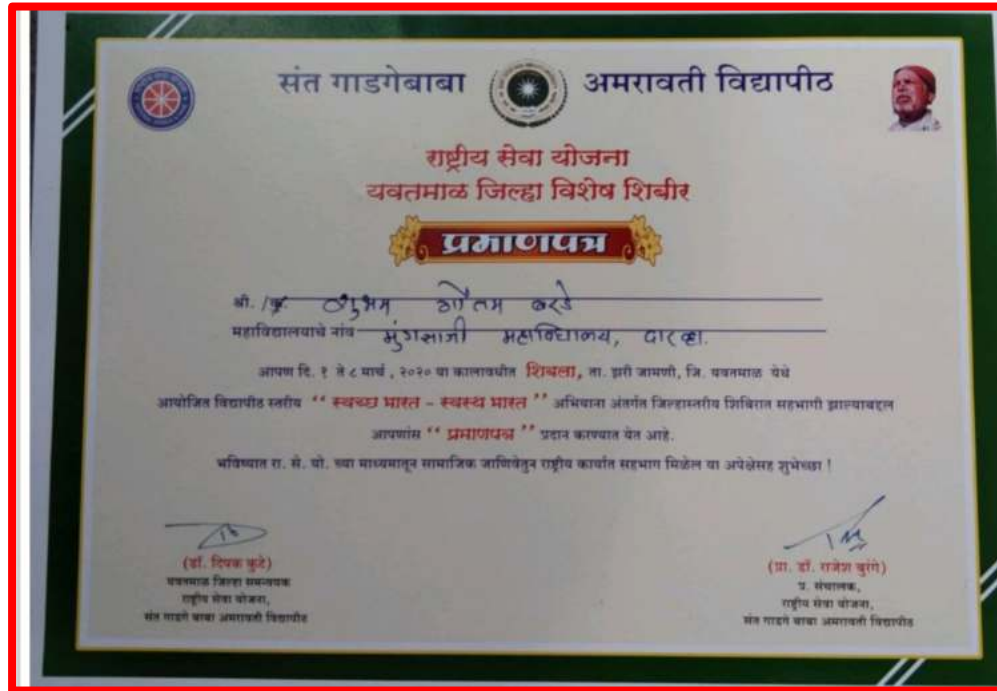 संत गाडगेबाबा अमरावती विद्यापीठ
राष्ट्रीय सेवा योजना
यवतमाळ जिल्हा विशेष शिबीर
प्रमाणपत्र
श्री. /कु. शुभम गौतम बरडे
महाविद्यालयाचे नांव मुंगसाजी महाविद्यालय, दारव्हा.
आपण दि. १ ते ८ मार्च , २०२० या कालावधीत शिबला, ता. झरी जामणी, जि. यवतमाळ येथे
आयोजित विद्यापीठ स्तरीय ‘‘ स्वच्छ भारत – स्वस्थ भारत ’’ अभियाना अंतर्गत जिल्हास्तरीय शिबिरात सहभागी झाल्याबद्दल
आपणांस ‘‘ प्रमाणपत्र ’’ प्रदान करण्यात येत आहे.
भविष्यात रा. से. यो. च्या माध्यमातून सामाजिक जाणिवेतुन राष्ट्रीय कार्यात सहभाग मिळेल या अपेक्षेसह शुभेच्छा !
(डॉ. दिपक कुटे)
यवतमाळ जिल्हा समन्वयक
राष्ट्रीय सेवा योजना,
संत गाडगे बाबा अमरावती विद्यापीठ
(प्रा. डॉ. राजेश बुरंगे)
प्र. संचालक,
राष्ट्रीय सेवा योजना,
संत गाडगे बाबा अमरावती विद्यापीठ